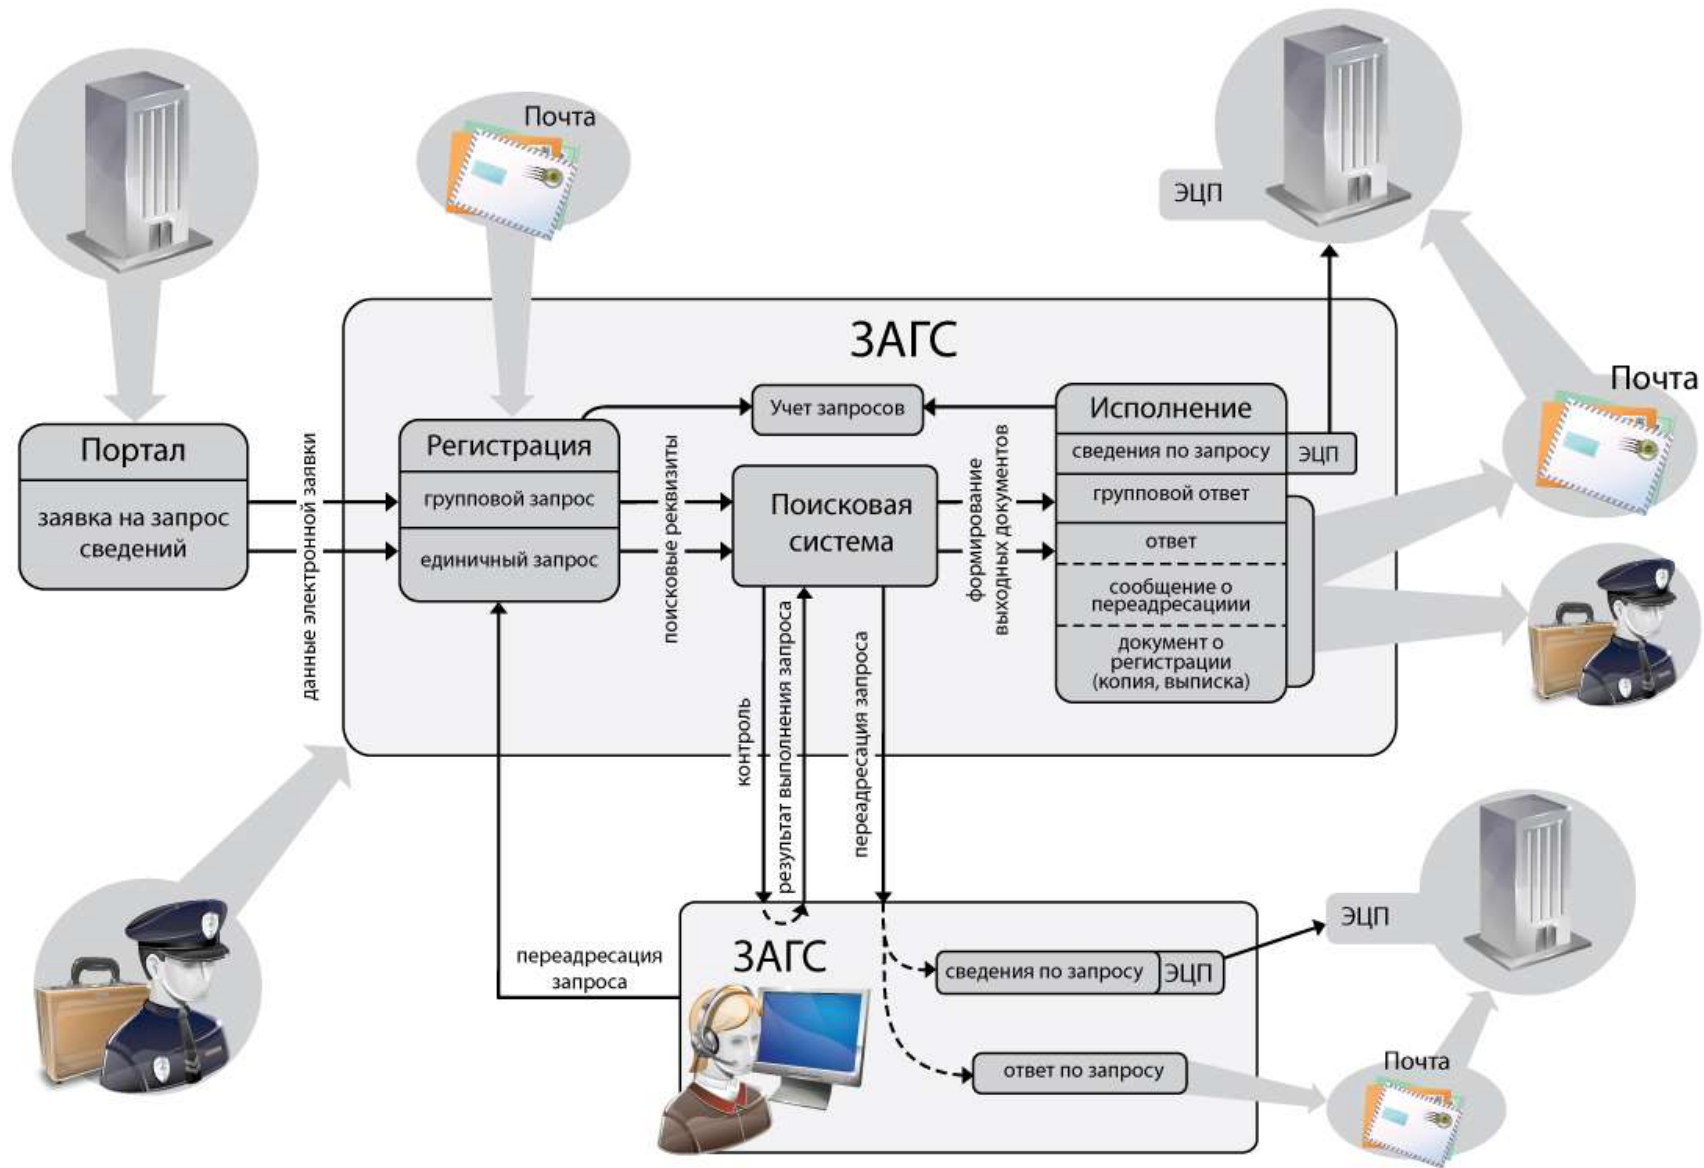 Почта
ЭЦП
ЗАГС
Почта
Портал
заявка на запрос
сведений
данные электронной заявки
Регистрация
групповой запрос
единичный запрос
поисковые реквизиты
Учет запросов
Поисковая
система
формирование
выходных документов
Исполнение
сведения по запросу
ЭЦП
групповой ответ
ответ
сообщение о
переадресациии
документ о
регистрации
(копия, выписка)
контроль
результат выполнения запроса
переадресация запроса
переадресация
запроса
ЗАГС
сведения по запросу
ЭЦП
ЭЦП
ответ по запросу
Почта